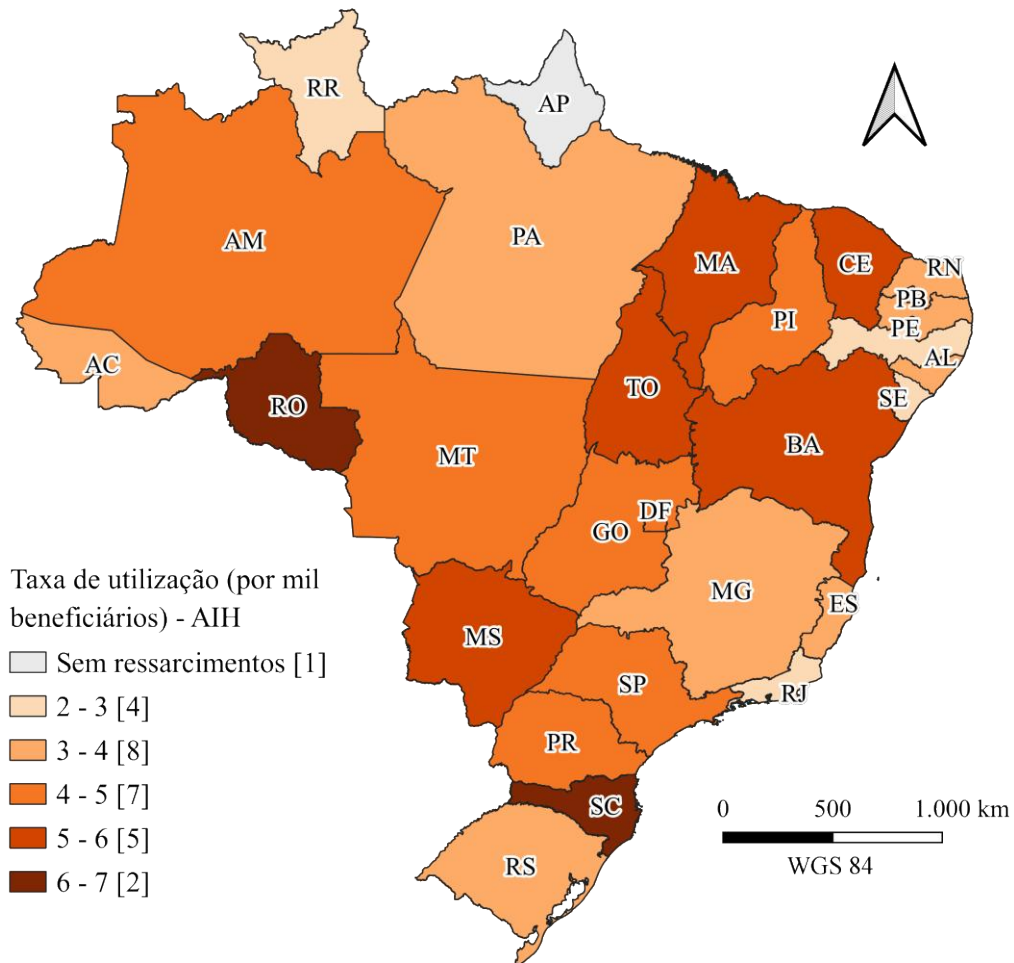 RR
AP
AM
PA
MA
CE
RN
PB
PI
PE
AC
AL
TO
SE
RO
BA
MT
DF
GO
MG
ES
MS
SP
RJ
PR
SC
RS
Taxa de utilização (por mil
beneficiários) - AIH
Sem ressarcimentos [1]
2 - 3 [4]
3 - 4 [8]
4 - 5 [7]
5 - 6 [5]
6 - 7 [2]
0 500 1.000 km
WGS 84